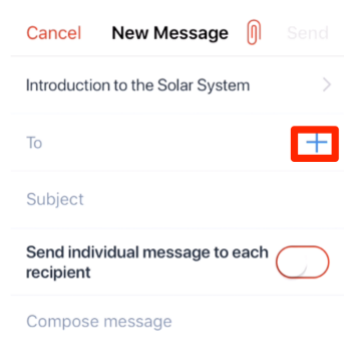 Cancel New Message Send
Introduction to the Solar System
To
Subject
Send individual message to each
recipient
Compose message